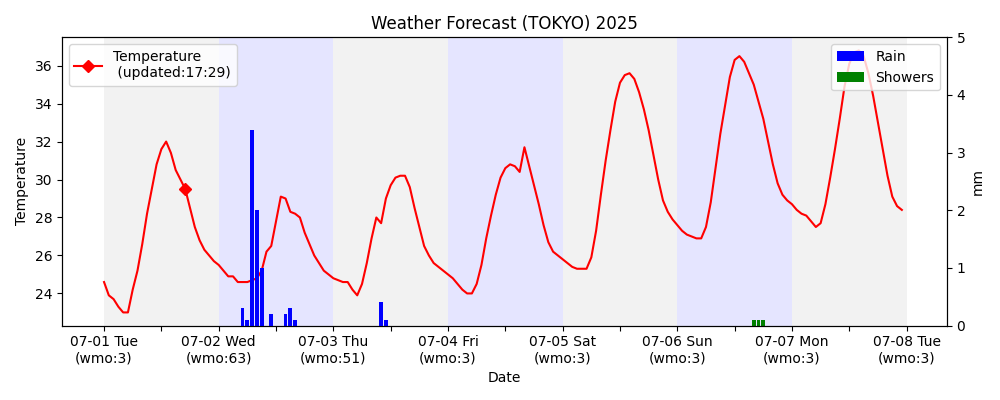 Weather Forecast (TOKYO) 2025
Temperature
(updated:17:29)
Rain
Showers
Temperature
36
34
32
30
28
26
24
5
4
3
2
1
0
mm
07-01 Tue
(wmo:3)
07-02 Wed
(wmo:63)
07-03 Thu
(wmo:51)
07-04 Fri
(wmo:3)
07-05 Sat
(wmo:3)
07-06 Sun
(wmo:3)
07-07 Mon
(wmo:3)
07-08 Tue
(wmo:3)
Date